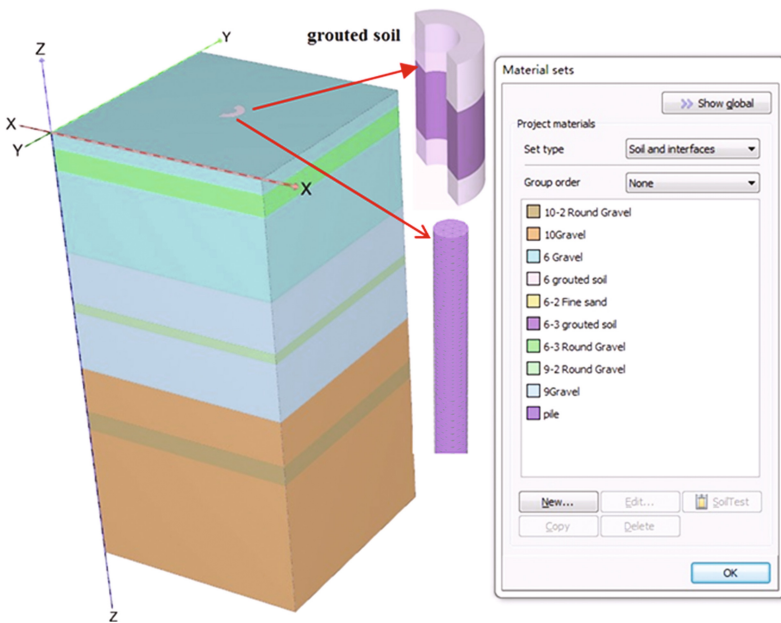 grouted soil
Z
Y
X
Y
X
Z
Material sets
Show global
Project materials
Set type
Soil and interfaces
Group order
None
10-2 Round Gravel
10Gravel
6 Gravel
6 grouted soil
6-2 Fine sand
6-3 grouted soil
6-3 Round Gravel
9-2 Round Gravel
9Gravel
pile
New...
Edit...
SoilTest
Copy
Delete
OK